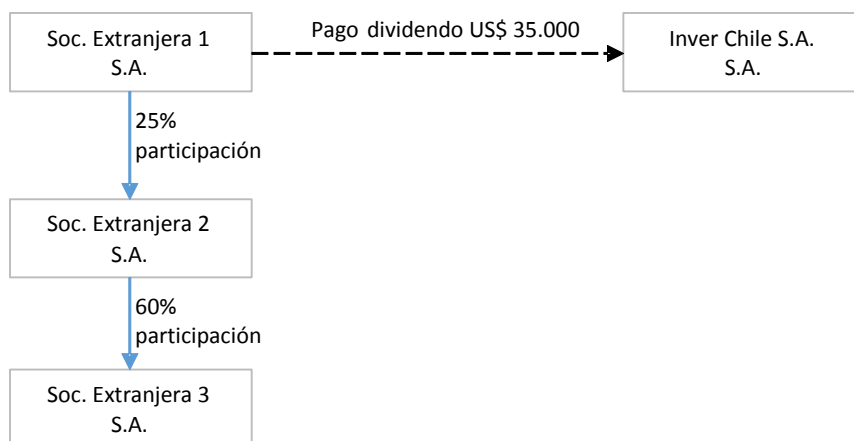 Soc. Extranjera 1
S.A.
Pago dividendo US$ 35.000
Inver Chile S.A.
S.A.
25%
participación
Soc. Extranjera 2
S.A.
60%
participación
Soc. Extranjera 3
S.A.